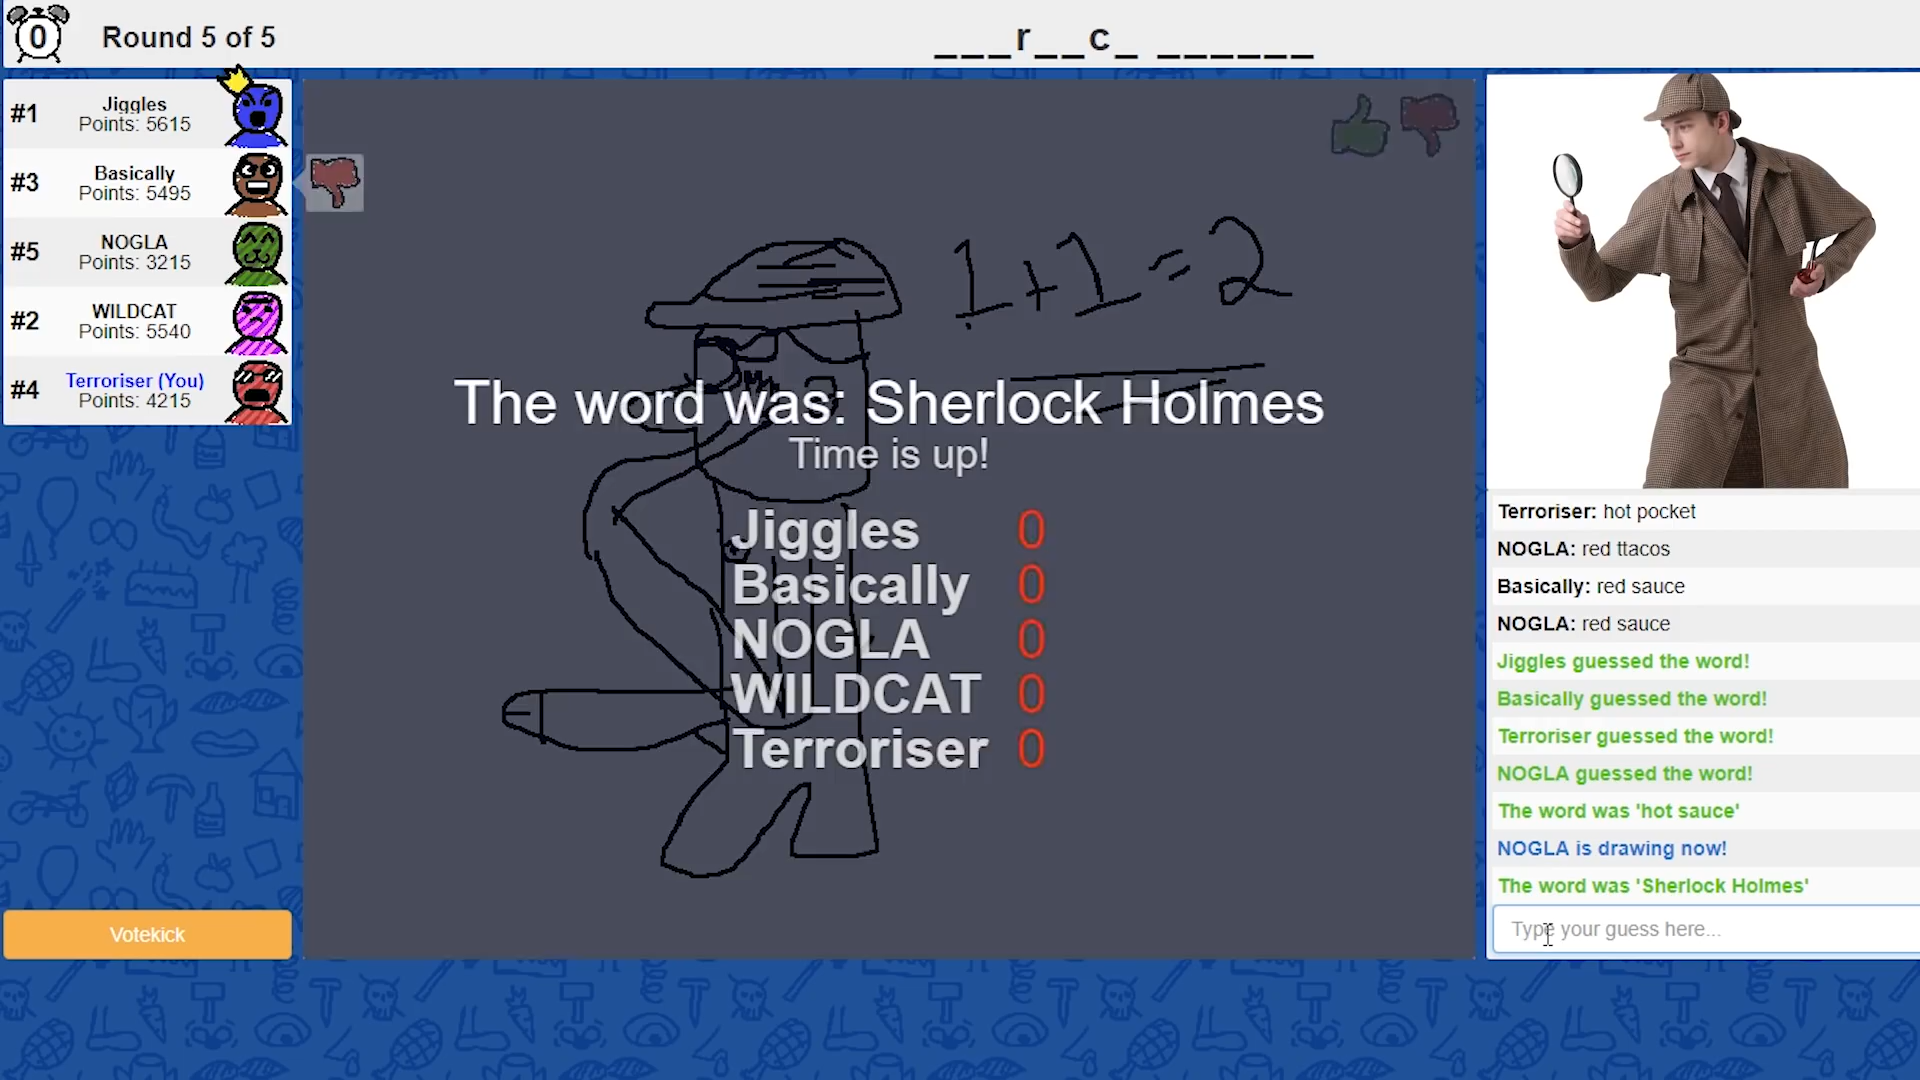 0
Round 5 of 5
___r__c_ ______
#1
Jiggles
Points: 5615
#3
Basically
Points: 5495
#5
NOGLA
Points: 3215
#2
WILDCAT
Points: 5540
#4
Terroriser (You)
Points: 4215
Votekick
1+1=2
The word was: Sherlock Holmes
Time is up!
Jiggles 0
Basically 0
NOGLA 0
WILDCAT 0
Terroriser 0
Terroriser: hot pocket
NOGLA: red ttacos
Basically: red sauce
NOGLA: red sauce
Jiggles guessed the word!
Basically guessed the word!
Terroriser guessed the word!
NOGLA guessed the word!
The word was 'hot sauce'
NOGLA is drawing now!
The word was 'Sherlock Holmes'
Type your guess here...